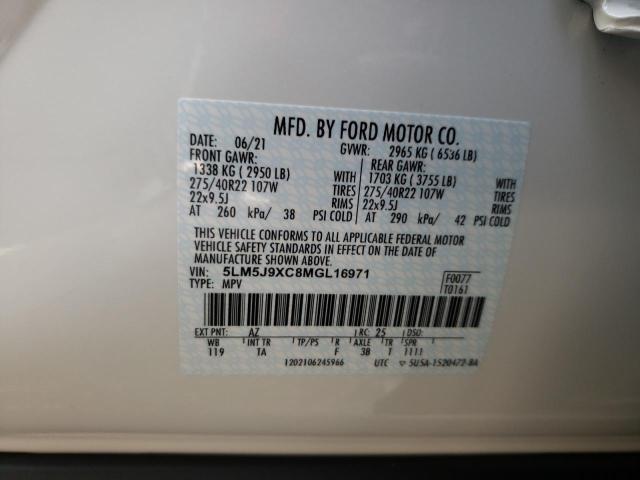 MFD. BY FORD MOTOR CO.
DATE: 06/21 GVWR: 2965 KG ( 6536 LB)
FRONT GAWR: REAR GAWR:
1338 KG ( 2950 LB) WITH 1703 KG ( 3755 LB) WITH
275/40R22 107W TIRES 275/40R22 107W TIRES
22x9.5J RIMS 22x9.5J RIMS
AT 260 kPa/ 38 PSI COLD AT 290 kPa/ 42 PSI COLD
THIS VEHICLE CONFORMS TO ALL APPLICABLE FEDERAL MOTOR
VEHICLE SAFETY STANDARDS IN EFFECT ON THE DATE OF
MANUFACTURE SHOWN ABOVE.
VIN: 5LM5J9XC8MGL16971 F0077
TYPE: MPV T0161
EXT PNT: AZ RC: 25 DSO:
WB INT TR TP/PS R AXLE TR SPR
119 TA F 38 T 1111
1202106245966 UTC ▽ 5U5A-1520472-BA